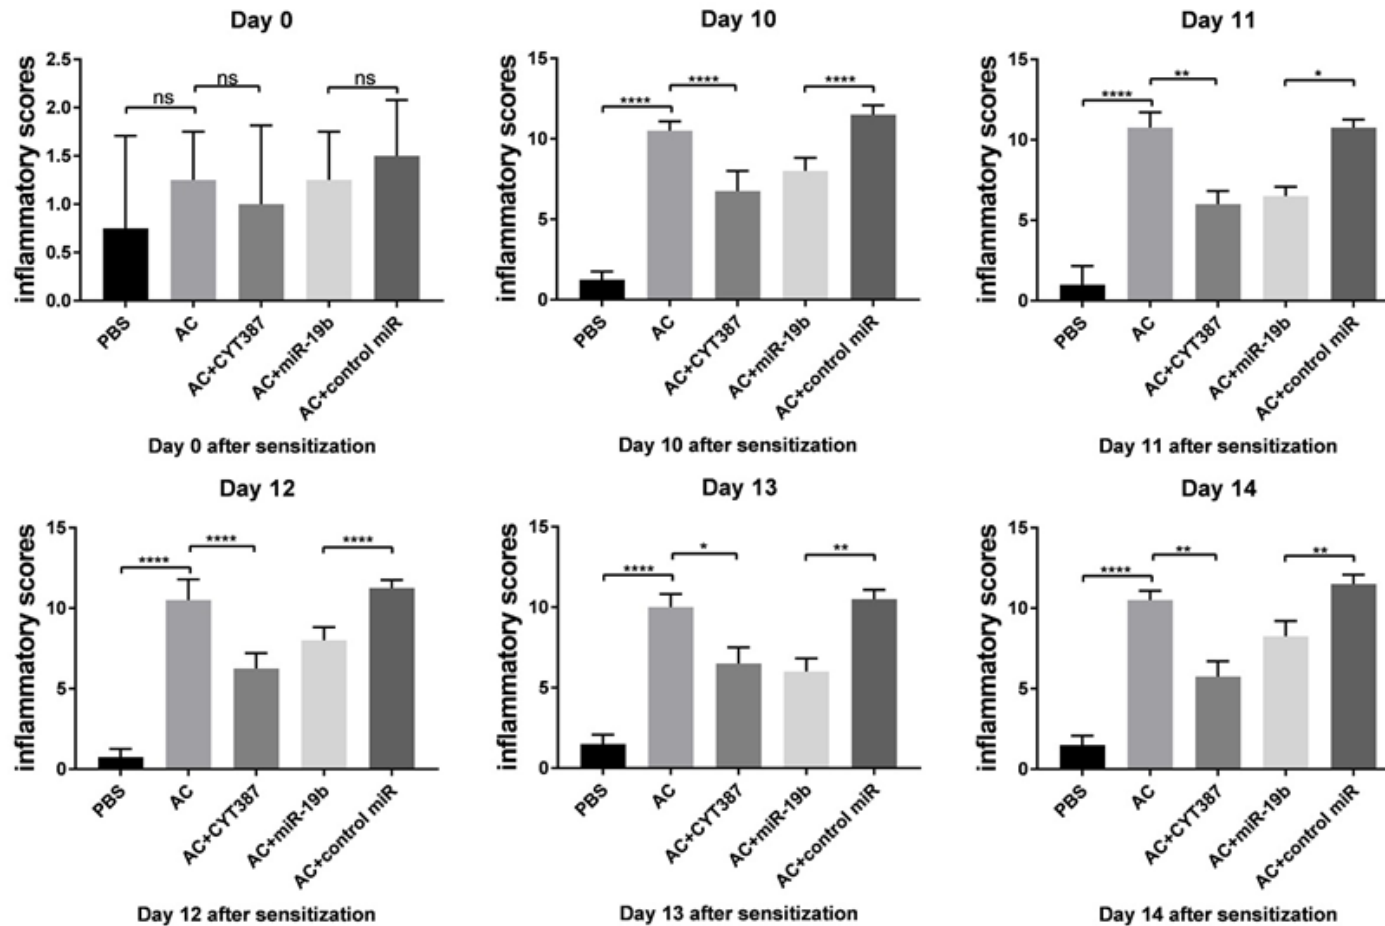 Day 0
inflammatory scores
2.5
2.0
1.5
1.0
0.5
0.0
ns
ns
ns
PBS
AC
AC+CYT387
AC+miR-19b
AC+control miR
Day 0 after sensitization
Day 10
inflammatory scores
15
10
5
0
****
****
****
PBS
AC
AC+CYT387
AC+miR-19b
AC+control miR
Day 10 after sensitization
Day 11
inflammatory scores
15
10
5
0
****
**
*
PBS
AC
AC+CYT387
AC+miR-19b
AC+control miR
Day 11 after sensitization
Day 12
inflammatory scores
15
10
5
0
****
****
****
PBS
AC
AC+CYT387
AC+miR-19b
AC+control miR
Day 12 after sensitization
Day 13
inflammatory scores
15
10
5
0
****
*
**
PBS
AC
AC+CYT387
AC+miR-19b
AC+control miR
Day 13 after sensitization
Day 14
inflammatory scores
15
10
5
0
****
**
**
PBS
AC
AC+CYT387
AC+miR-19b
AC+control miR
Day 14 after sensitization